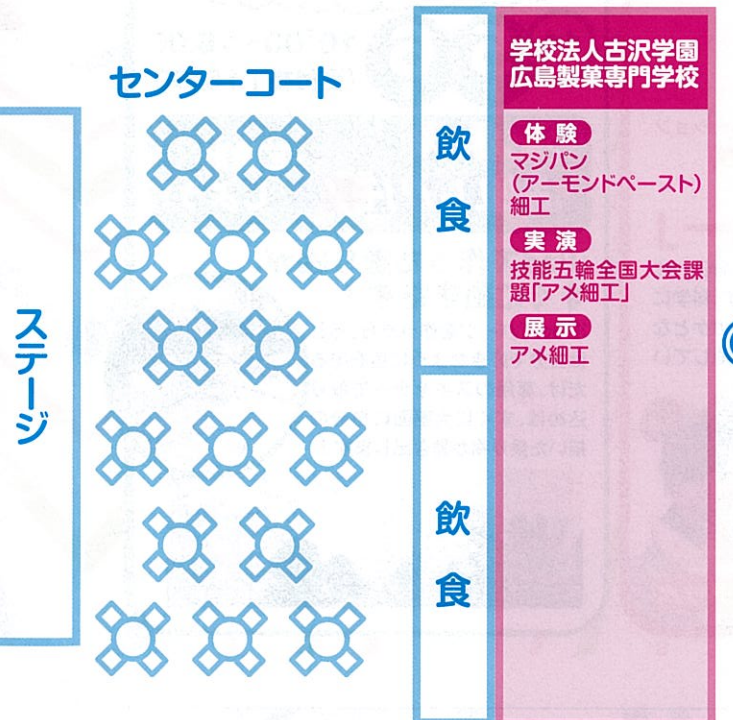 センターコート
ステージ
飲食
飲食
学校法人古沢学園
広島製菓専門学校
体験
マジパン
(アーモンドペースト)
細工
実演
技能五輪全国大会課
題「アメ細工」
展示
アメ細工